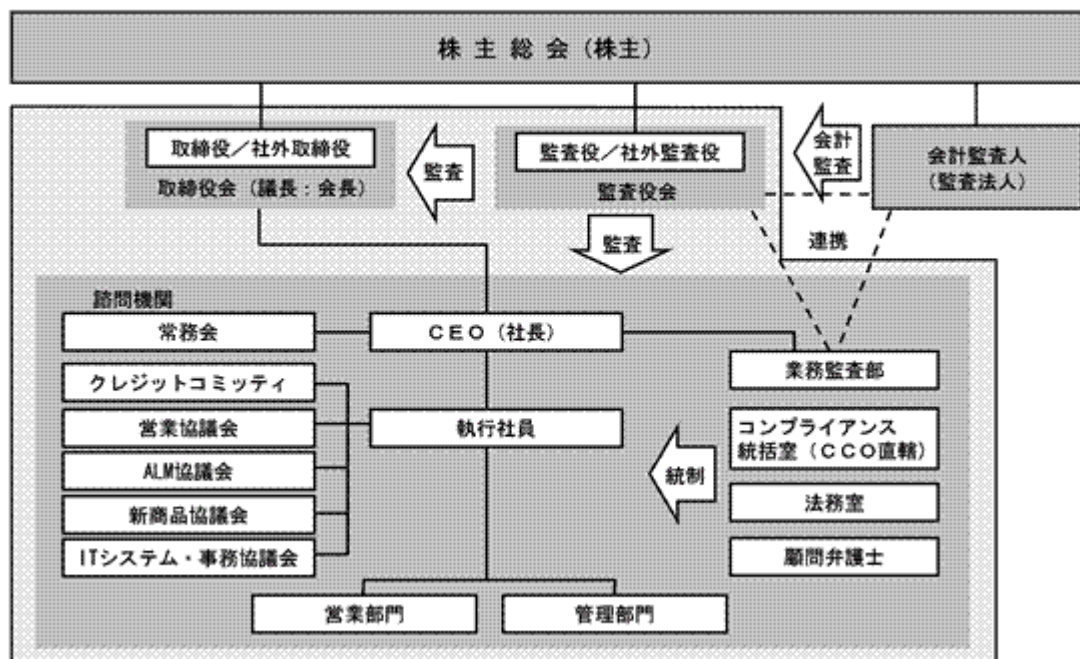 株主総会（株主）
取締役／社外取締役
取締役会（議長：会長）
監査
監査役／社外監査役
監査役会
会計
監査
会計監査人
（監査法人）
監査
連携
諮問機関
常務会
クレジットコミッティ
営業協議会
ALM協議会
新商品協議会
ITシステム・事務協議会
ＣＥＯ（社長）
執行社員
営業部門
管理部門
統制
業務監査部
コンプライアンス
統括室（ＣＣＯ直轄）
法務室
顧問弁護士